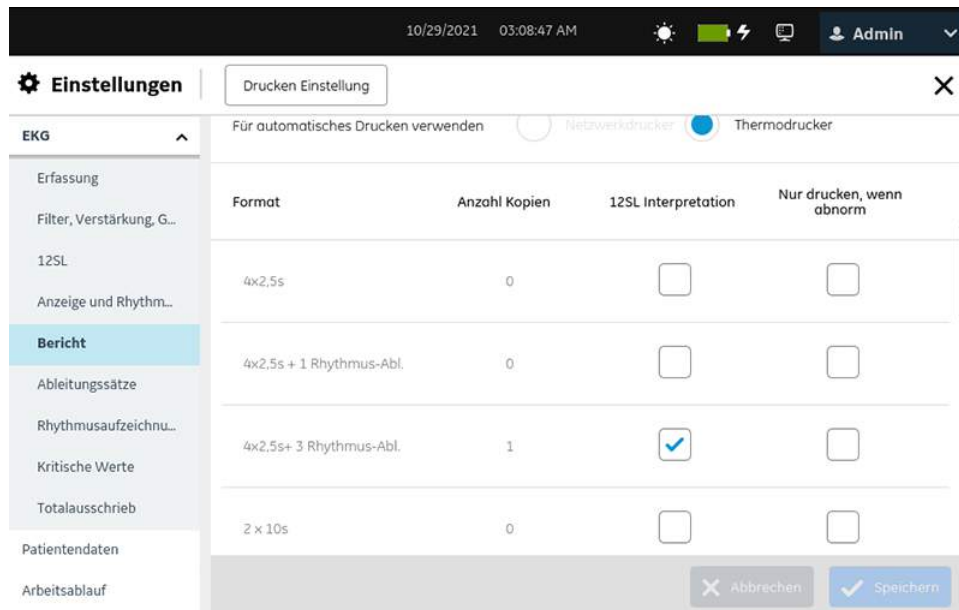 10/29/2021 03:08:47 AM Admin
Einstellungen Drucken Einstellung
EKG
Erfassung
Filter, Verstärkung, G...
12SL
Anzeige und Rhythm...
Bericht
Ableitungssätze
Rhythmusaufzeichnu...
Kritische Werte
Totalausschrieb
Patientendaten
Arbeitsablauf
Für automatisches Drucken verwenden Netzwerkdrucker Thermodrucker
Format Anzahl Kopien 12SL Interpretation Nur drucken, wenn
abnorm
4x2,5s 0
4x2,5s + 1 Rhythmus-Abl. 0
4x2,5s+ 3 Rhythmus-Abl. 1
2 x 10s 0
Abbrechen Speichern